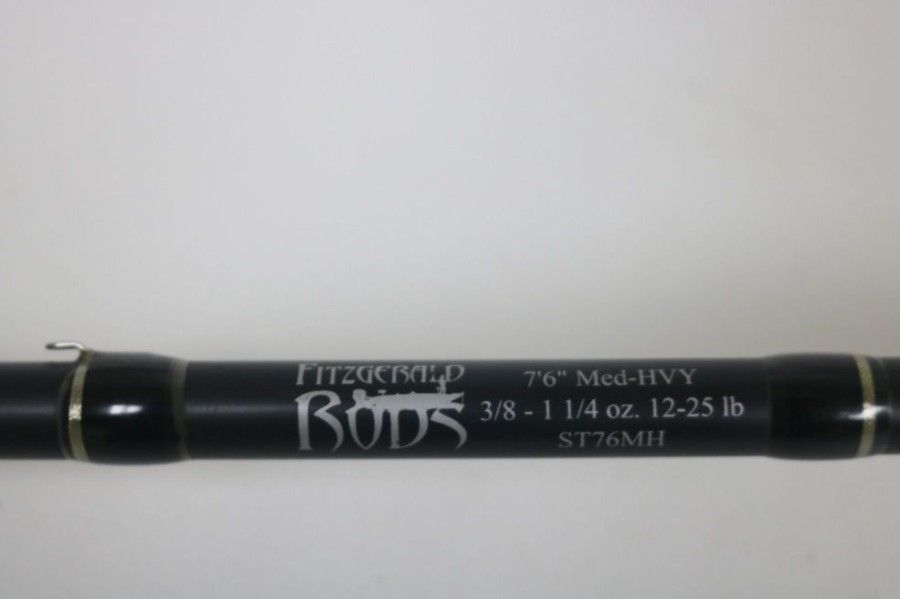 FITZGERALD
RODS
7'6" Med-HVY
3/8 - 1 1/4 oz. 12-25 lb
ST76MH